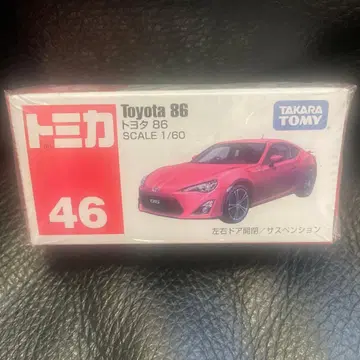 トミカ
46
Toyota 86
トヨタ 86
SCALE 1/60
TAKARA
TOMY
左右ドア開閉/サスペンション